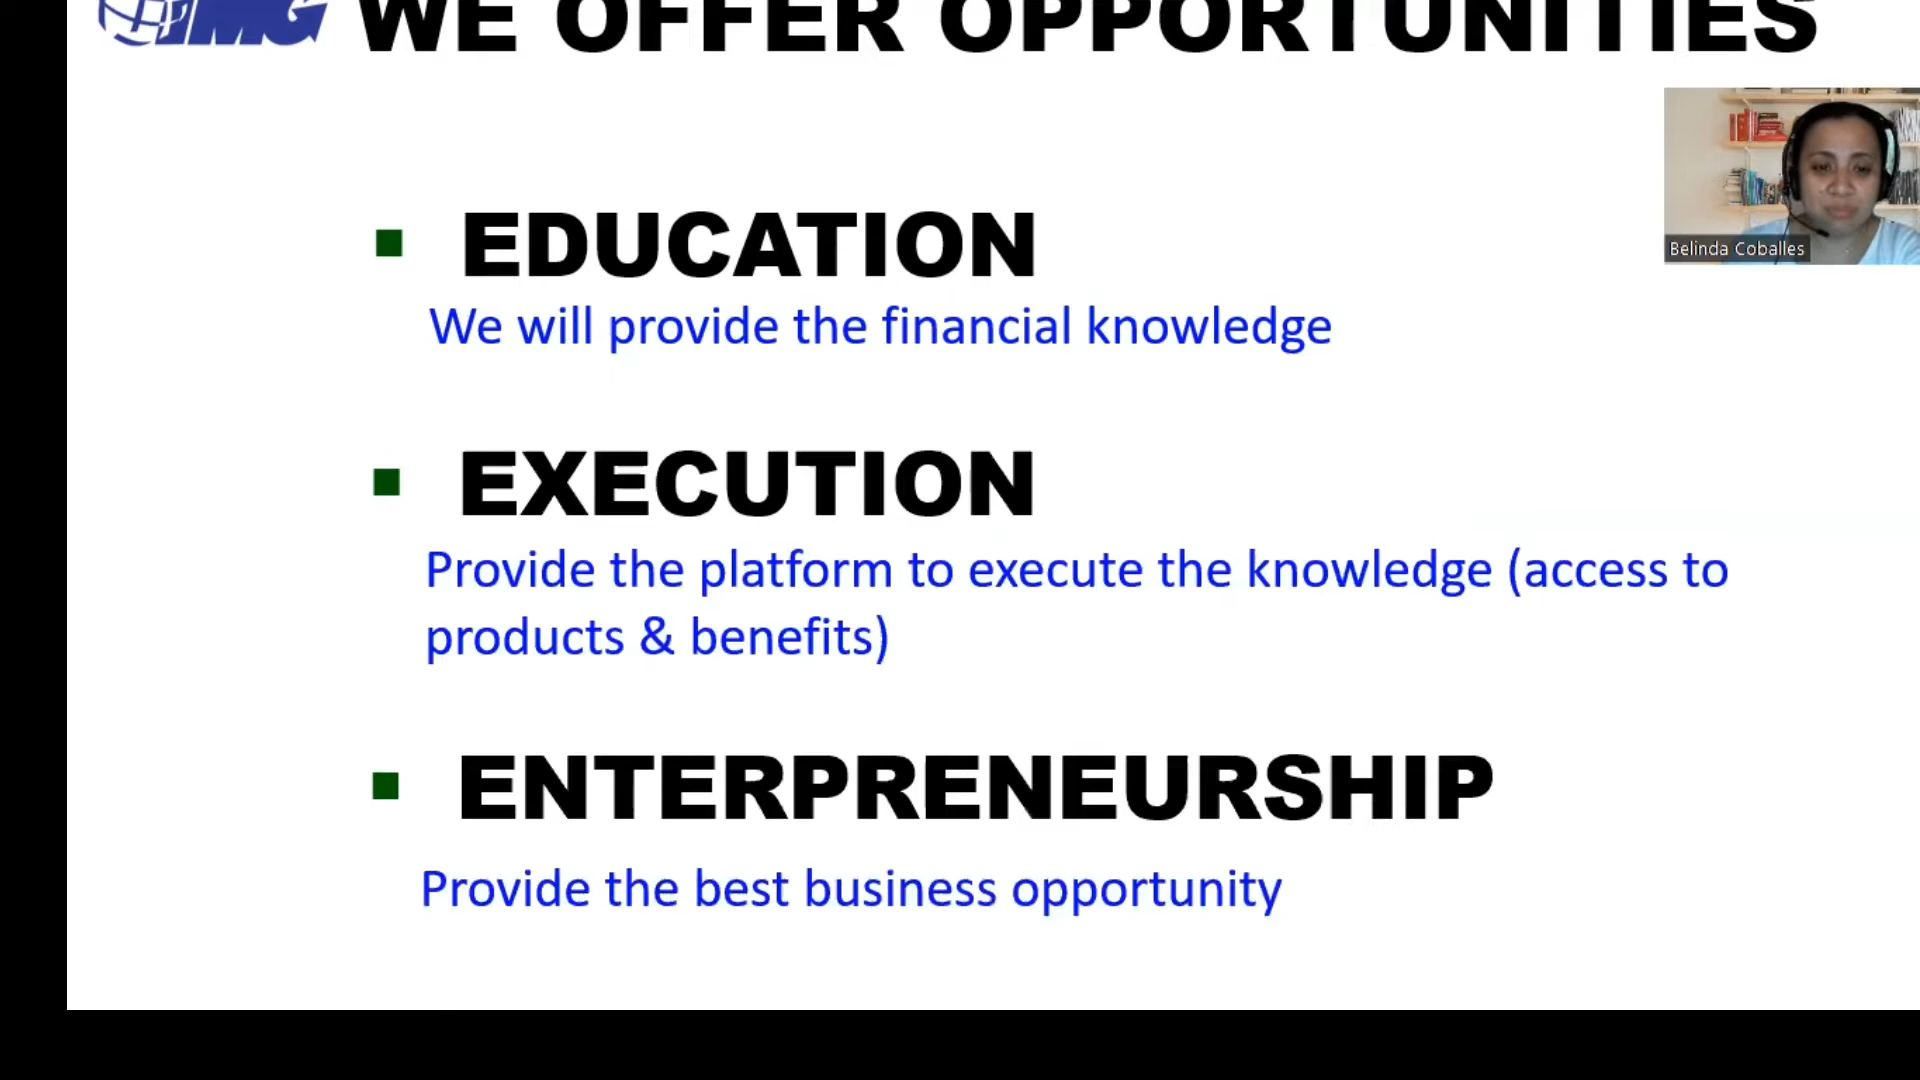 IMG WE OFFER OPPORTUNITIES
Belinda Coballes
EDUCATION
We will provide the financial knowledge
EXECUTION
Provide the platform to execute the knowledge (access to
products & benefits)
ENTERPRENEURSHIP
Provide the best business opportunity